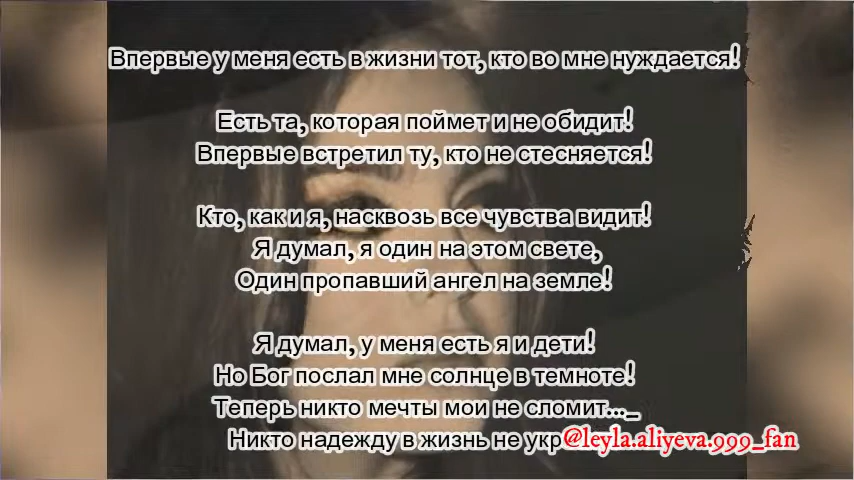 Впервые у меня есть в жизни тот, кто во мне нуждается!
Есть та, которая поймет и не обидит!
Впервые встретил ту, кто не стесняется!
Кто, как и я, насквозь все чувства видит!
Я думал, я один на этом свете,
Один пропавший ангел на земле!
Я думал, у меня есть я и дети!
Но Бог послал мне солнце в темноте!
Теперь никто мечты мои не сломит..._
Никто надежду в жизнь не укр
@leyla.aliyeva.999_fan